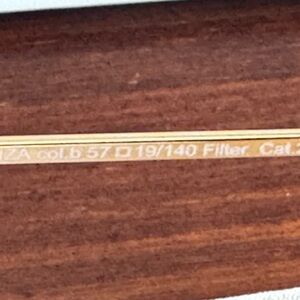 IZA col.b 57 □ 19/140 Filter. Cat.